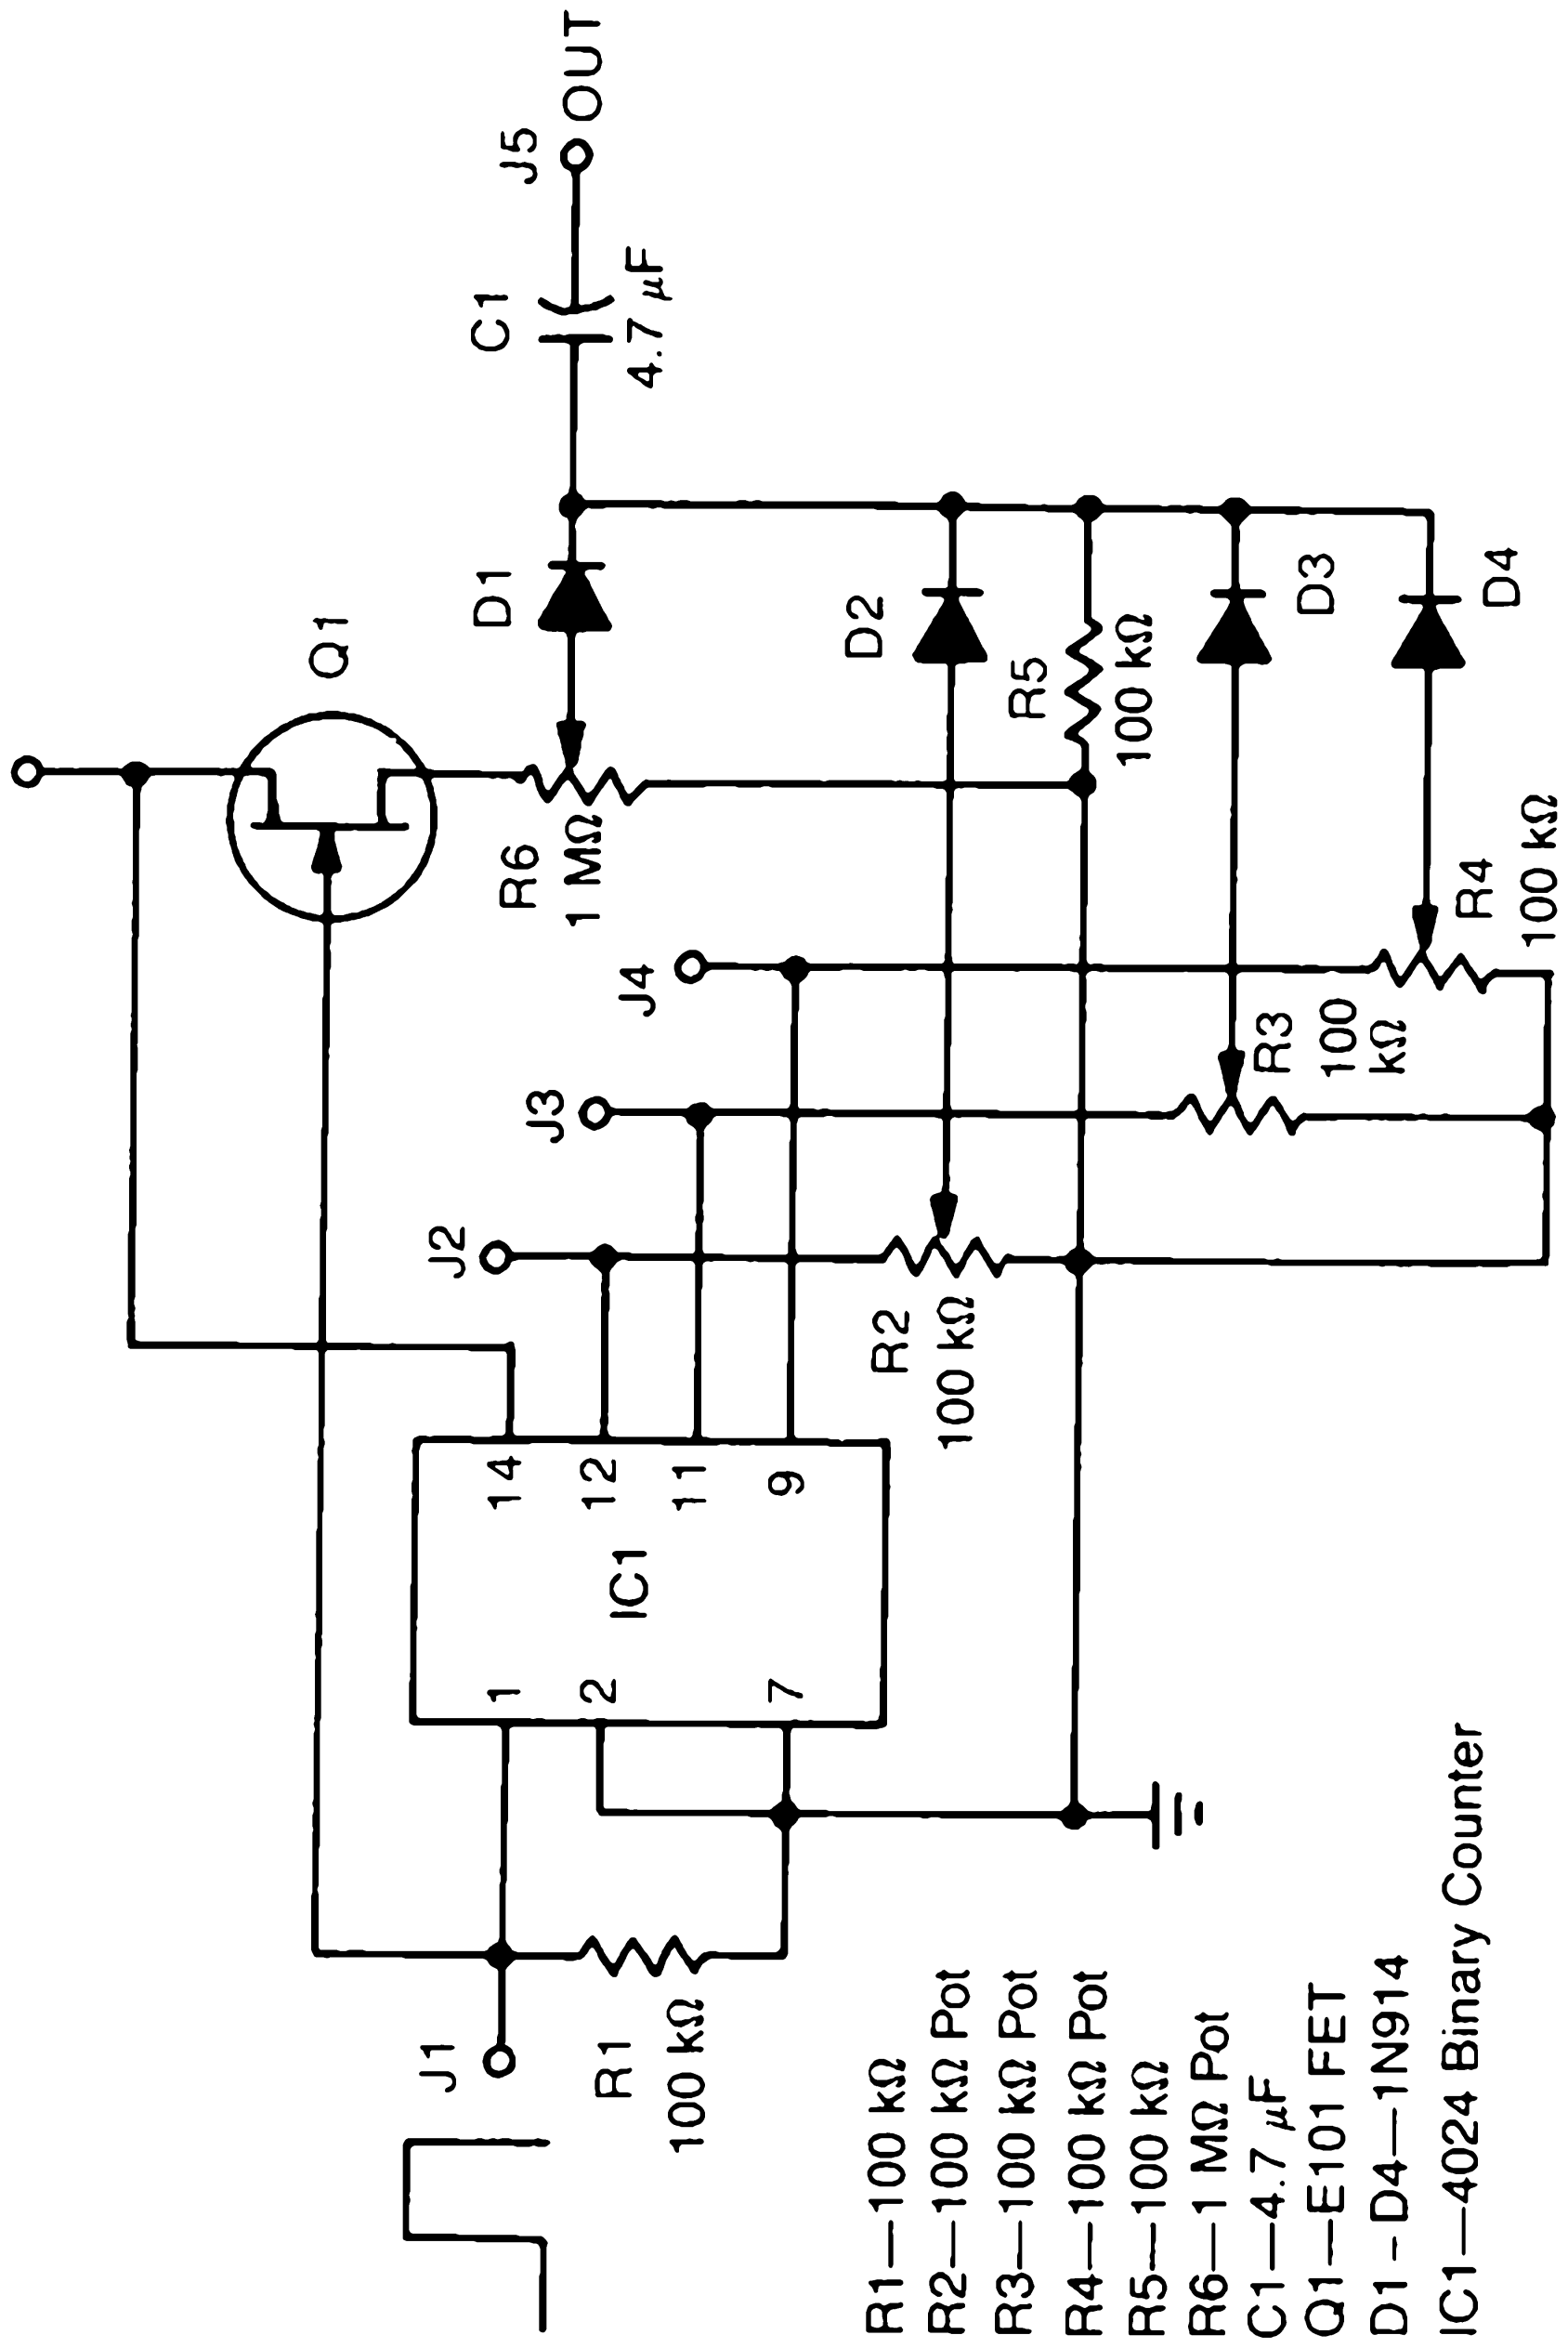 Q1
J5
OUT
C1
4.7 µF
D1
R6
1 MΩ
J4
J3
J2
D2
R5
100 kΩ
D3
D4
R4
100 kΩ
R3
100
kΩ
R2
100 kΩ
14
12
11
9
IC1
1
2
7
J1
R1
100 kΩ
R1—100 kΩ
R2—100 kΩ Pot
R3—100 kΩ Pot
R4—100 kΩ Pot
R5—100 kΩ
R6—1 MΩ Pot
C1—4.7 µF
Q1—E101 FET
D1-D4—1N914
IC1—4024 Binary Counter